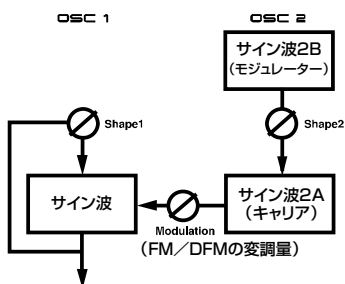 OSC 1
OSC 2
サイン波2B
(モジュレーター)
Shape1
Shape2
サイン波
サイン波2A
(キャリア)
Modulation
(FM/DFMの変調量)